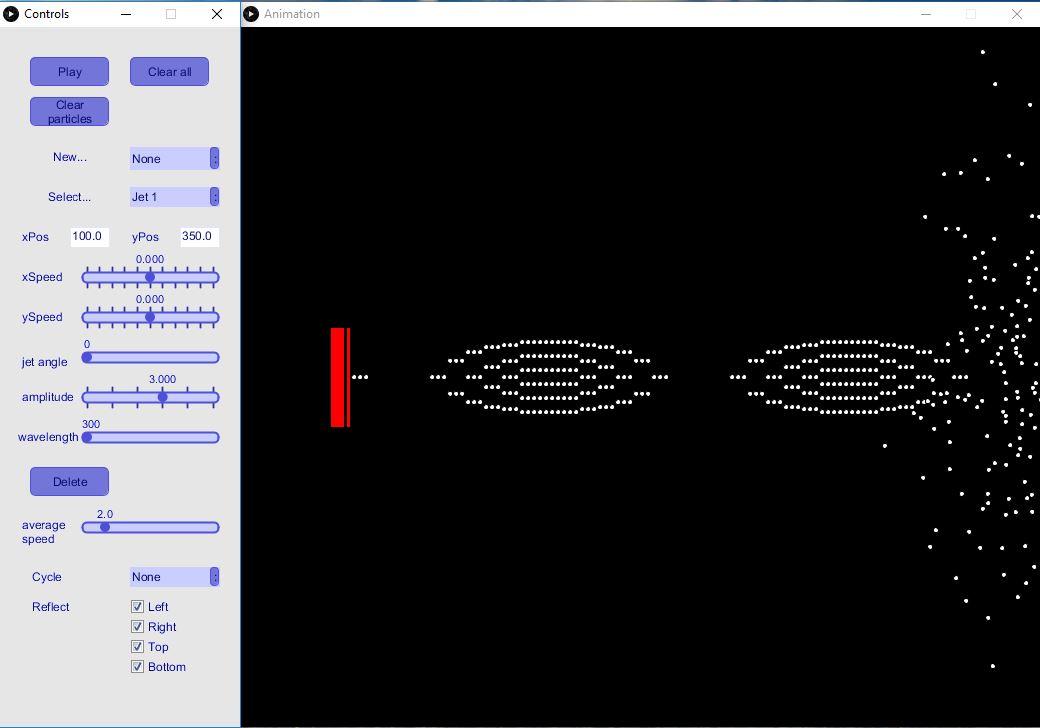 Controls
Animation
Play
Clear all
Clear
particles
New...
None
:
Select...
Jet 1
:
xPos
100.0
yPos
350.0
0.000
xSpeed
0.000
ySpeed
0
jet angle
3.000
amplitude
300
wavelength
Delete
2.0
average
speed
Cycle
None
:
Reflect
Left
Right
Top
Bottom